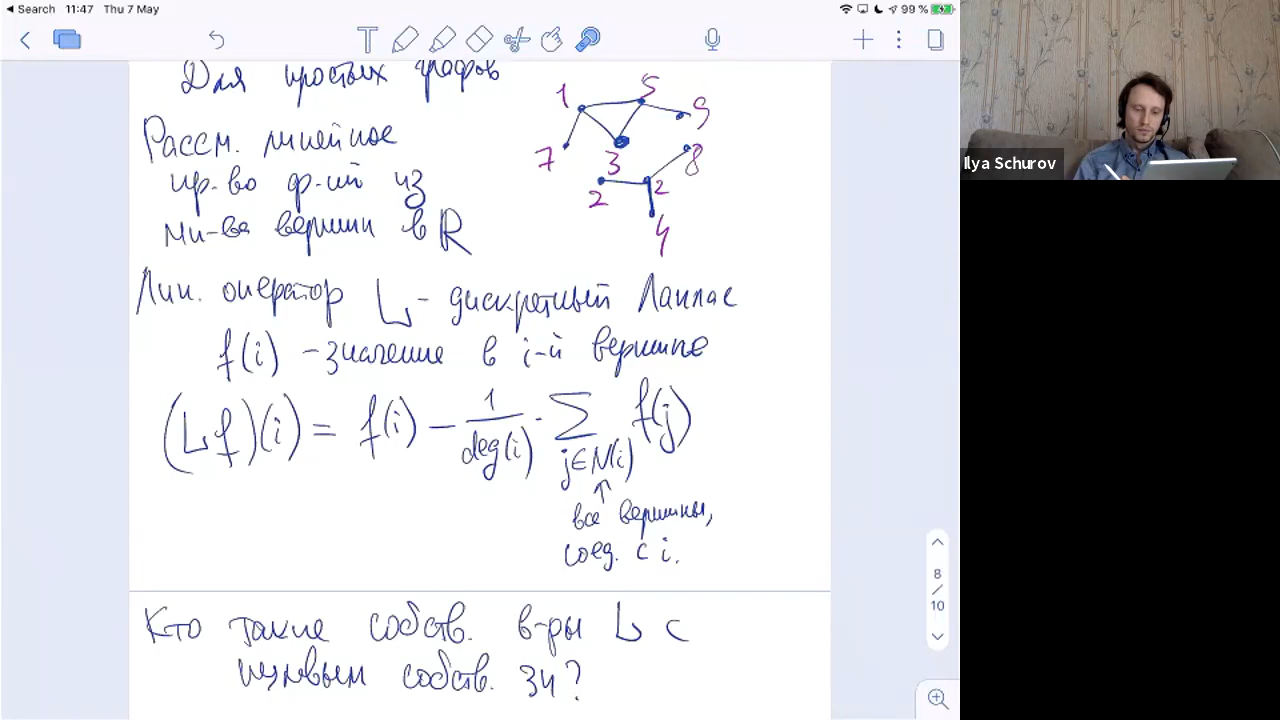 Search 11:47 Thu 7 May 99 %
Для простых графов
1 5 9
7 3 8
2 2
4
Рассм. линейное
пр-во ф-ий из
мн-ва вершин в R
Лин. оператор L - дискретный Лаплас
f(i) - значение в i-й вершине
(Lf)(i) = f(i) - 1/deg(i) · ∑ j∈N(i) f(j)
↑
все вершины,
соед. с i.
Кто такие собств. в-ры L с
нулевым собств. зн?
8
/
10
Ilya Schurov